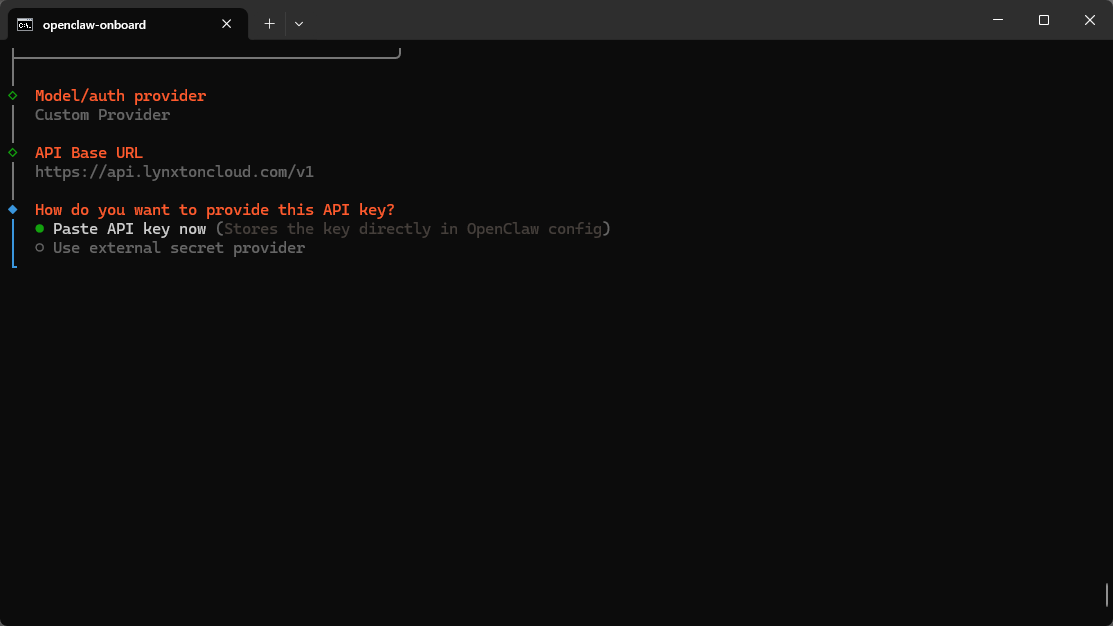 openclaw-onboard
Model/auth provider
Custom Provider
API Base URL
https://api.lynxtoncloud.com/v1
How do you want to provide this API key?
Paste API key now (Stores the key directly in OpenClaw config)
Use external secret provider